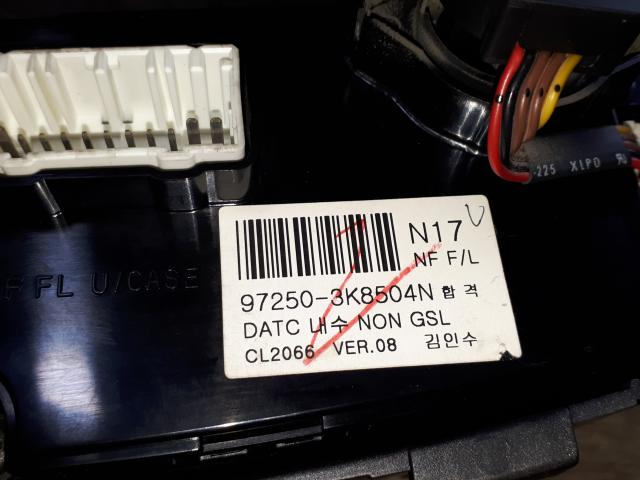 -225 XLPO
N17
NF F/L
97250-3K8504N 합격
DATC 내수 NON GSL
CL2066 VER.08 김인수
F FL U/CASE